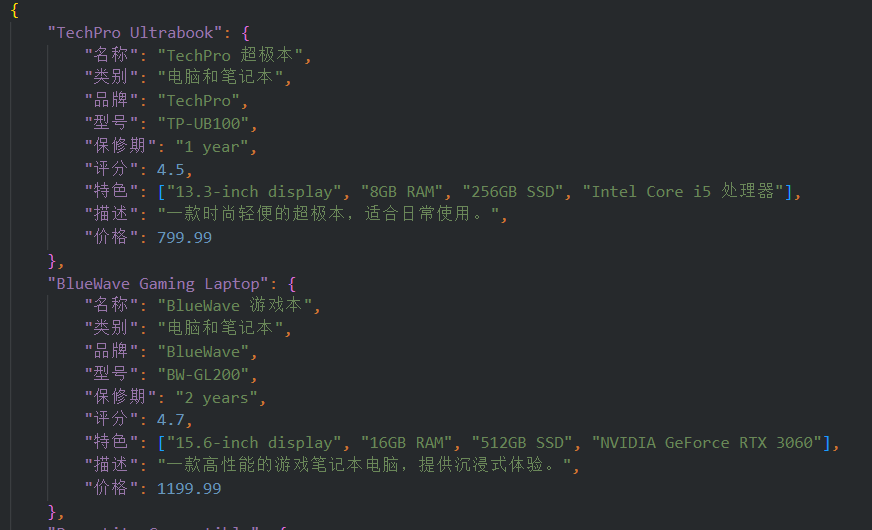 {
"TechPro Ultrabook": {
"名称": "TechPro 超极本",
"类别": "电脑和笔记本",
"品牌": "TechPro",
"型号": "TP-UB100",
"保修期": "1 year",
"评分": 4.5,
"特色": ["13.3-inch display", "8GB RAM", "256GB SSD", "Intel Core i5 处理器"],
"描述": "一款时尚轻便的超极本，适合日常使用。",
"价格": 799.99
},
"BlueWave Gaming Laptop": {
"名称": "BlueWave 游戏本",
"类别": "电脑和笔记本",
"品牌": "BlueWave",
"型号": "BW-GL200",
"保修期": "2 years",
"评分": 4.7,
"特色": ["15.6-inch display", "16GB RAM", "512GB SSD", "NVIDIA GeForce RTX 3060"],
"描述": "一款高性能的游戏笔记本电脑，提供沉浸式体验。",
"价格": 1199.99
},